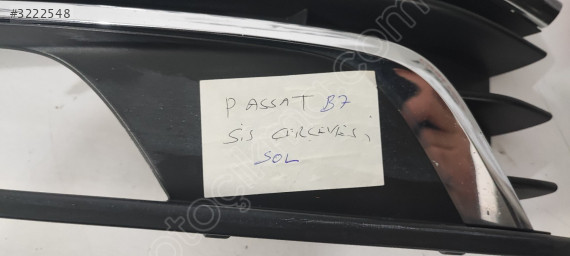 #3222548
PASSAT B7
SİS ÇERÇEVESİ
SOL